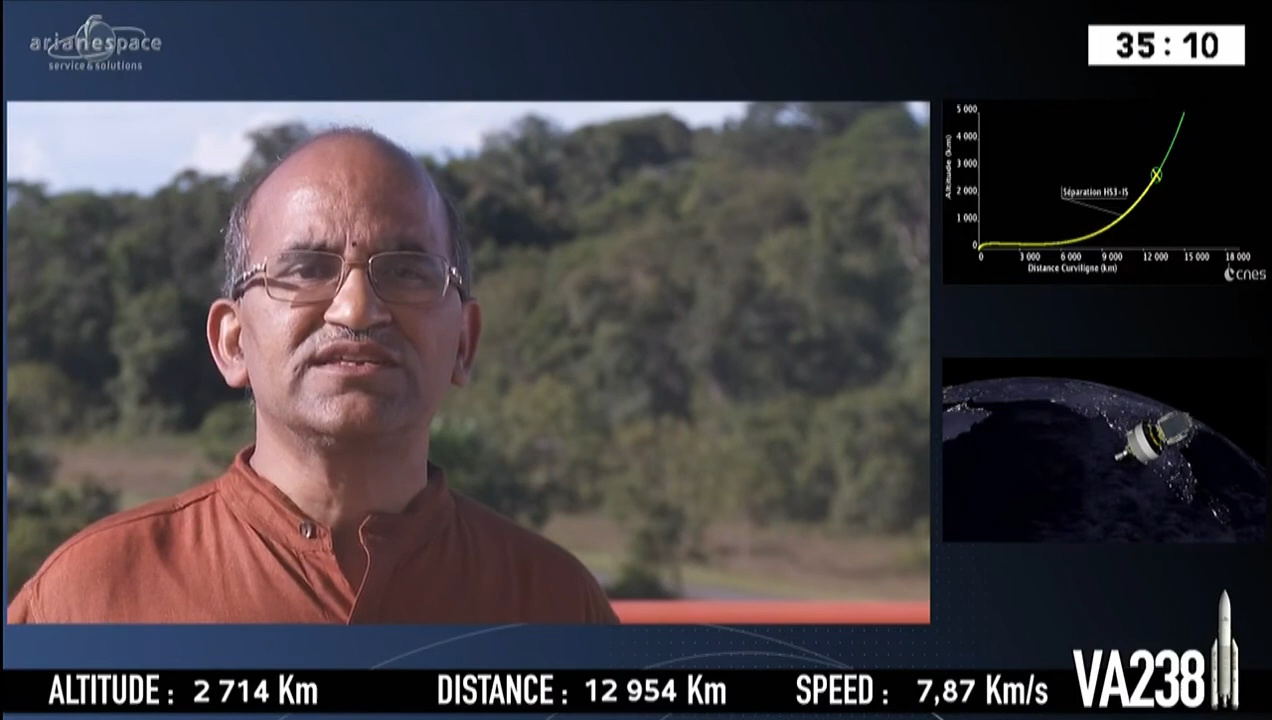 arianespace
service & solutions
35 : 10
5 000
4 000
3 000
2 000
1 000
0
Altitude (km)
Séparation HS3-IS
0 3 000 6 000 9 000 12 000 15 000 18 000
Distance Curviligne (km)
cnes
ALTITUDE : 2 714 Km DISTANCE : 12 954 Km SPEED : 7,87 Km/s VA238